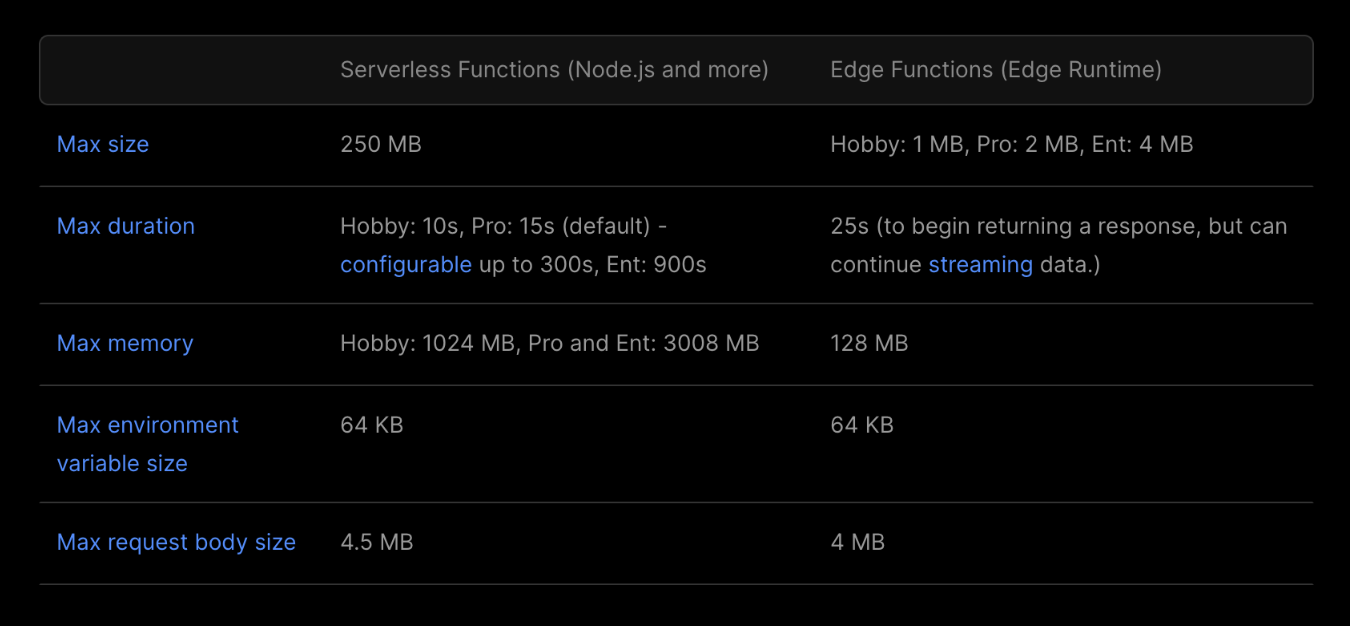 Serverless Functions (Node.js and more)
Edge Functions (Edge Runtime)
Max size
250 MB
Hobby: 1 MB, Pro: 2 MB, Ent: 4 MB
Max duration
Hobby: 10s, Pro: 15s (default) -
configurable up to 300s, Ent: 900s
25s (to begin returning a response, but can
continue streaming data.)
Max memory
Hobby: 1024 MB, Pro and Ent: 3008 MB
128 MB
Max environment
variable size
64 KB
64 KB
Max request body size
4.5 MB
4 MB